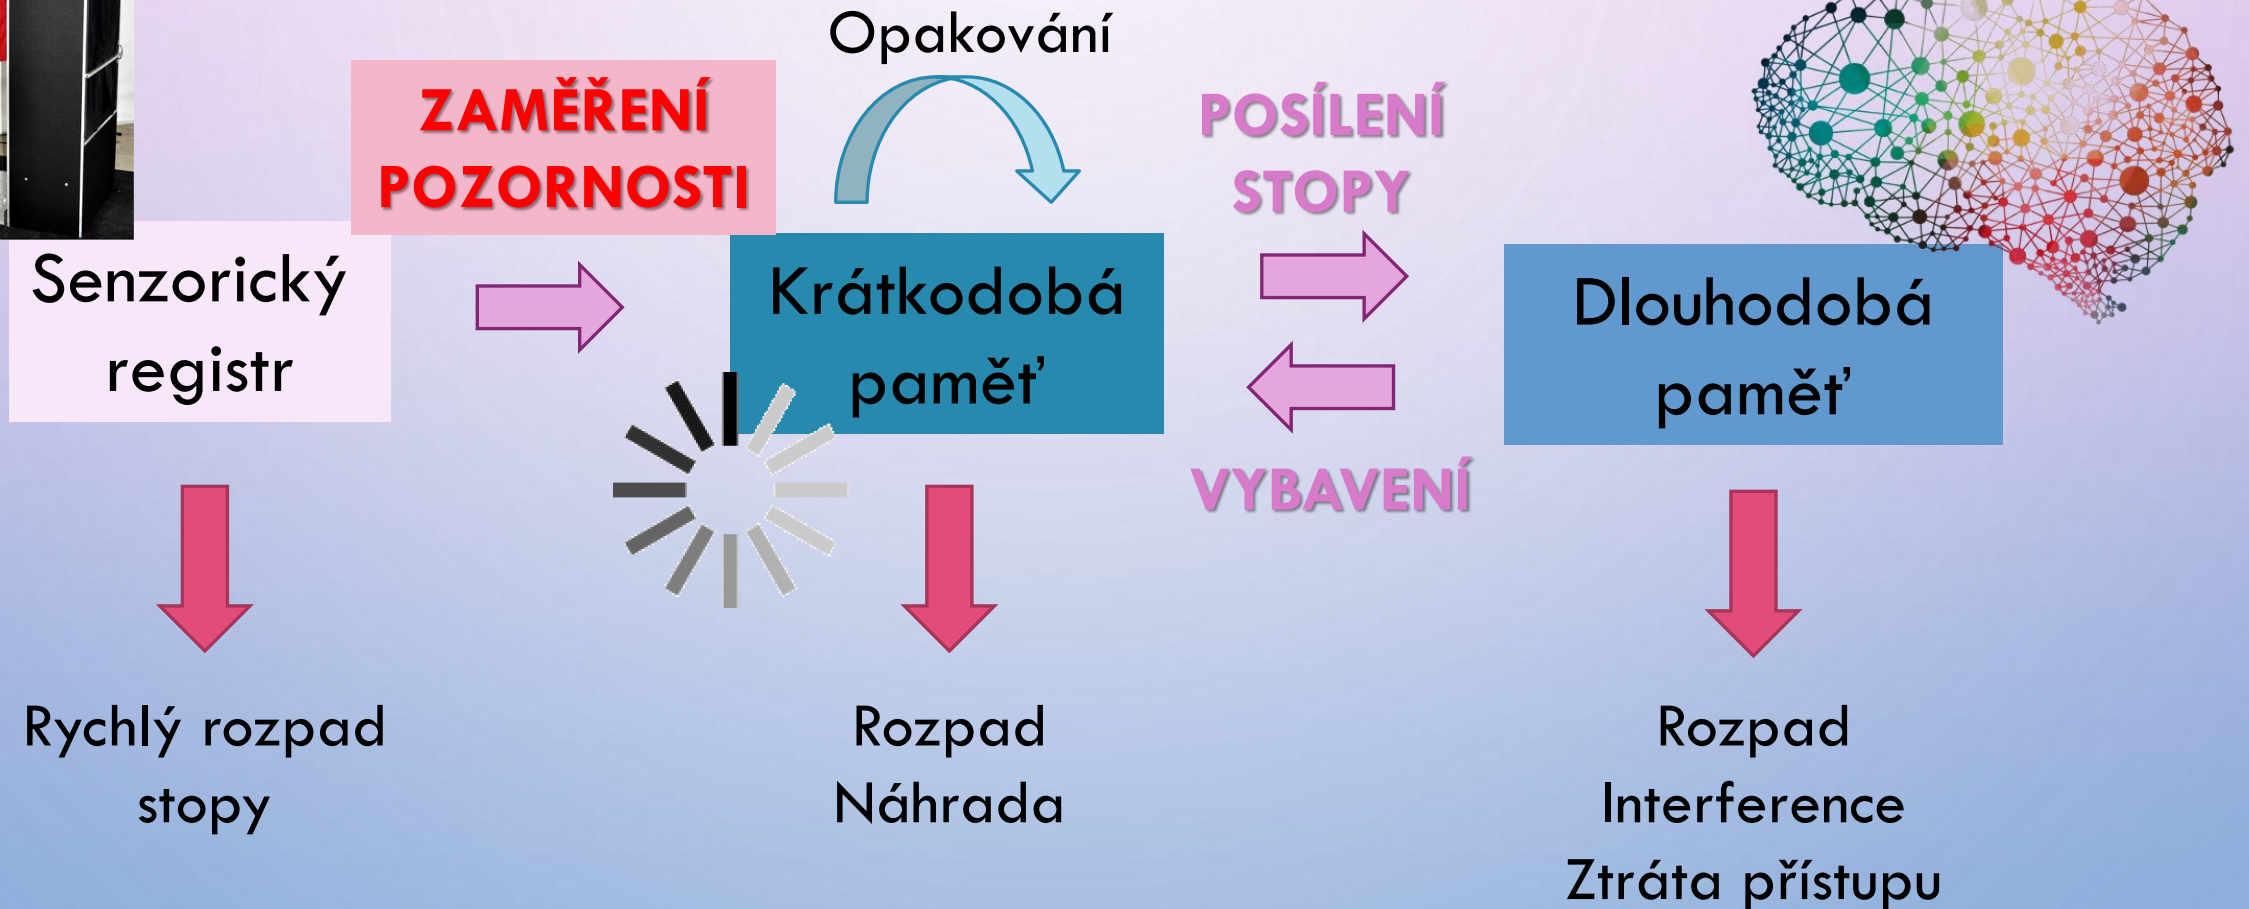 Opakování
ZAMĚŘENÍ
POZORNOSTI
POSÍLENÍ
STOPY
Senzorický
registr
Krátkodobá
paměť
Dlouhodobá
paměť
VYBAVENÍ
Rychlý rozpad
stopy
Rozpad
Náhrada
Rozpad
Interference
Ztráta přístupu